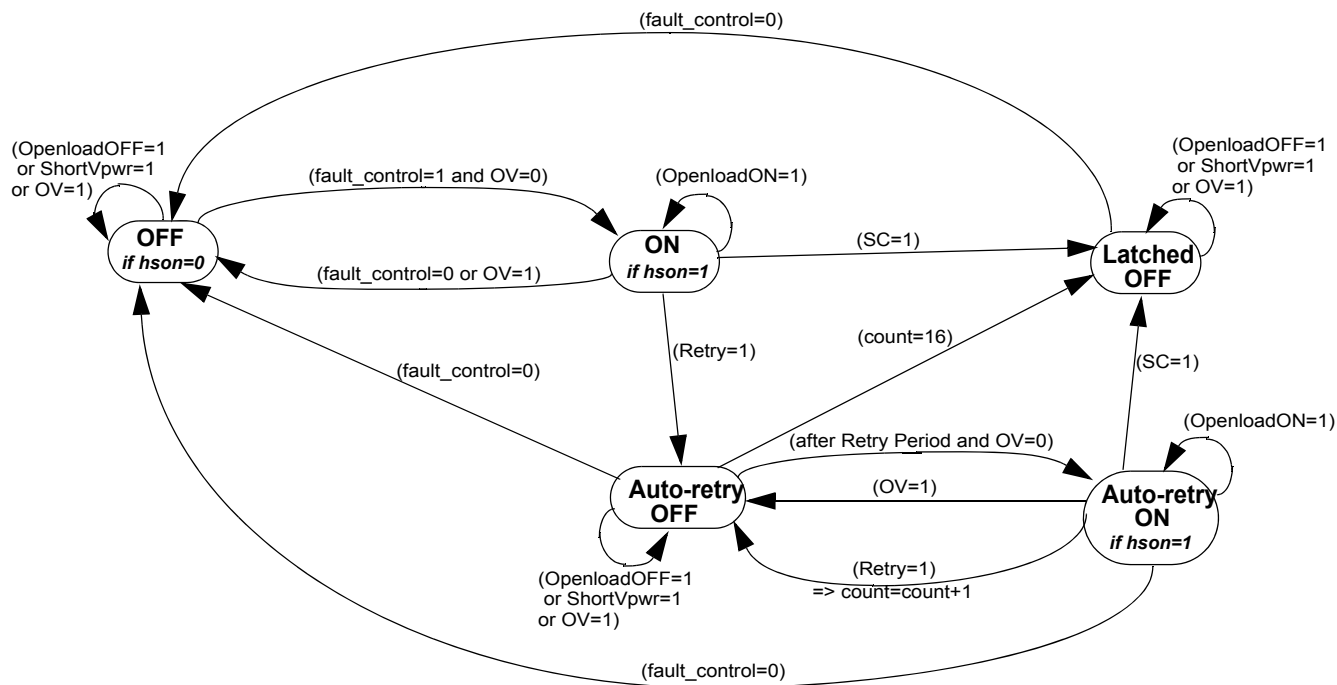 (fault_control=0)
(OpenloadOFF=1
or ShortVpwr=1
or OV=1)
(fault_control=1 and OV=0)
(OpenloadON=1)
(OpenloadOFF=1
or ShortVpwr=1
or OV=1)
OFF
if hson=0
ON
if hson=1
(SC=1)
Latched
OFF
(fault_control=0 or OV=1)
(Retry=1)
(count=16)
(fault_control=0)
(SC=1)
(OpenloadON=1)
(after Retry Period and OV=0)
Auto-retry
OFF
(OV=1)
Auto-retry
ON
if hson=1
(OpenloadOFF=1
or ShortVpwr=1
or OV=1)
(Retry=1)
=> count=count+1
(fault_control=0)